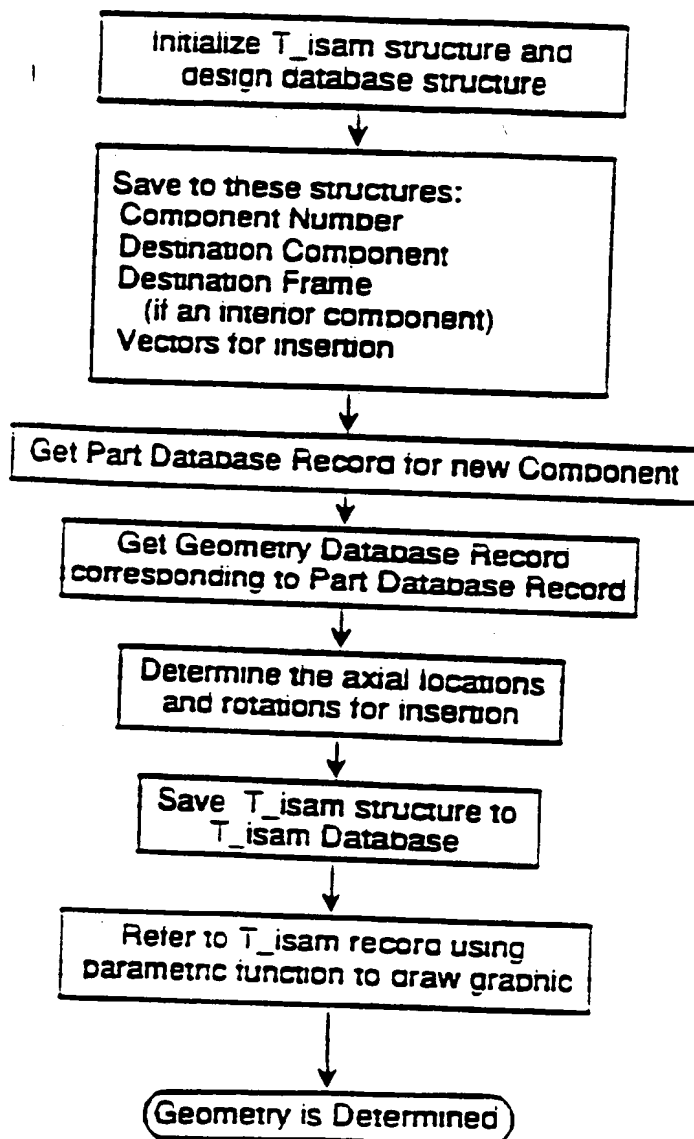 Initialize T_isam structure and
design database structure
Save to these structures:
Component Number
Destination Component
Destination Frame
(if an interior component)
Vectors for insertion
Get Part Database Record for new Component
Get Geometry Database Record
corresponding to Part Database Record
Determine the axial locations
and rotations for insertion
Save T_isam structure to
T_isam Database
Refer to T_isam record using
parametric function to draw graphic
Geometry is Determined